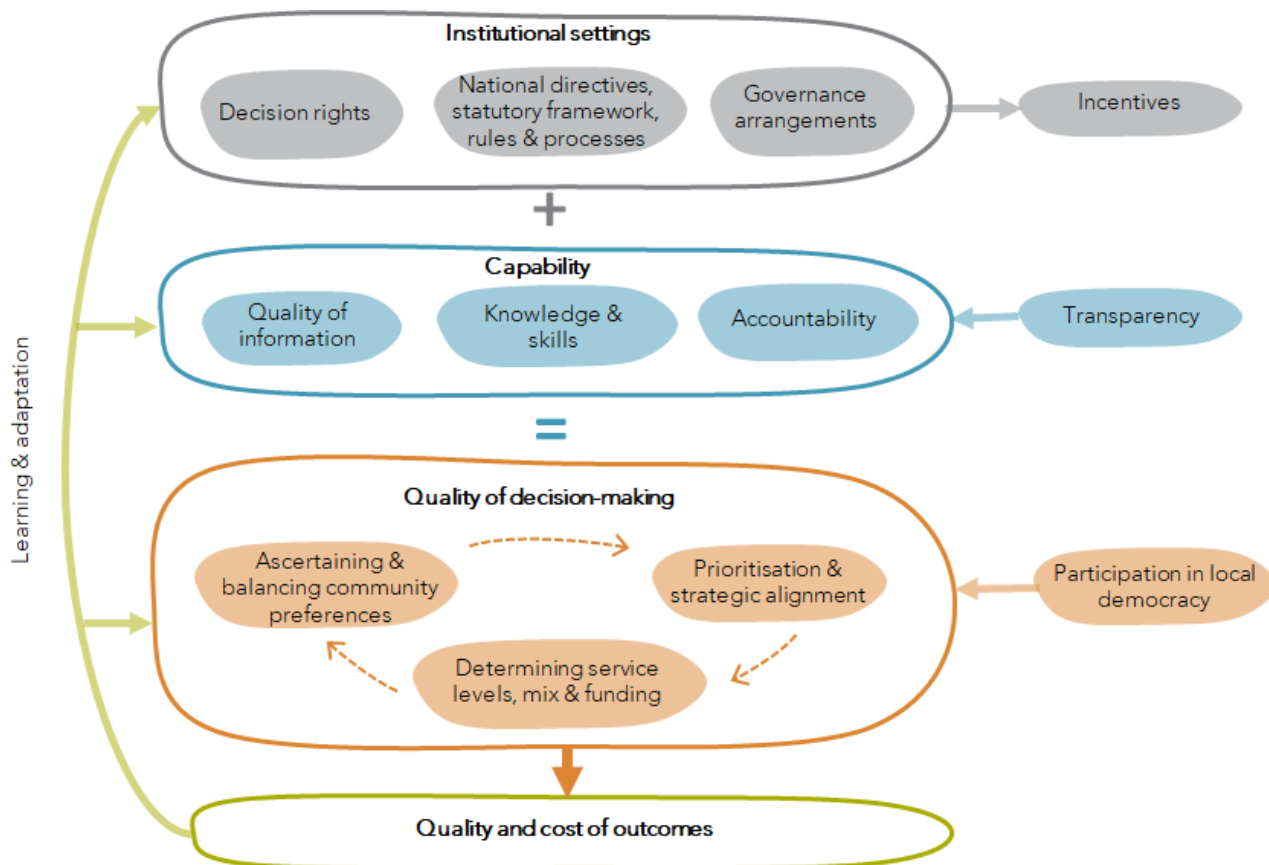 Institutional settings
Decision rights
National directives,
statutory framework,
rules & processes
Governance
arrangements
Incentives
+
Capability
Quality of
information
Knowledge &
skills
Accountability
Transparency
=
Learning & adaptation
Quality of decision-making
Ascertaining &
balancing community
preferences
Prioritisation &
strategic alignment
Participation in local
democracy
Determining service
levels, mix & funding
Quality and cost of outcomes